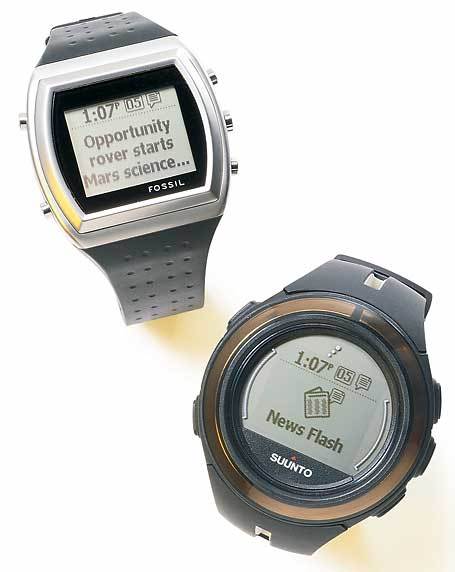 1:07P 05
Opportunity
rover starts
Mars science...
FOSSIL
1:07P 05
News Flash
SUUNTO